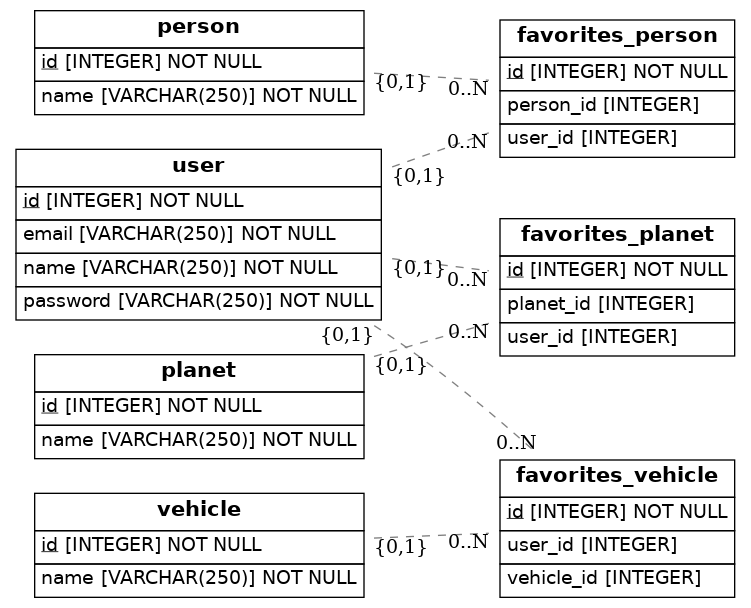 person
id [INTEGER] NOT NULL
name [VARCHAR(250)] NOT NULL
{0,1}
0..N
favorites_person
id [INTEGER] NOT NULL
person_id [INTEGER]
user_id [INTEGER]
user
id [INTEGER] NOT NULL
email [VARCHAR(250)] NOT NULL
name [VARCHAR(250)] NOT NULL
password [VARCHAR(250)] NOT NULL
0..N
{0,1}
{0,1}
0..N
{0,1}
favorites_planet
id [INTEGER] NOT NULL
planet_id [INTEGER]
user_id [INTEGER]
planet
id [INTEGER] NOT NULL
name [VARCHAR(250)] NOT NULL
0..N
{0,1}
0..N
favorites_vehicle
id [INTEGER] NOT NULL
user_id [INTEGER]
vehicle_id [INTEGER]
vehicle
id [INTEGER] NOT NULL
name [VARCHAR(250)] NOT NULL
{0,1}
0..N